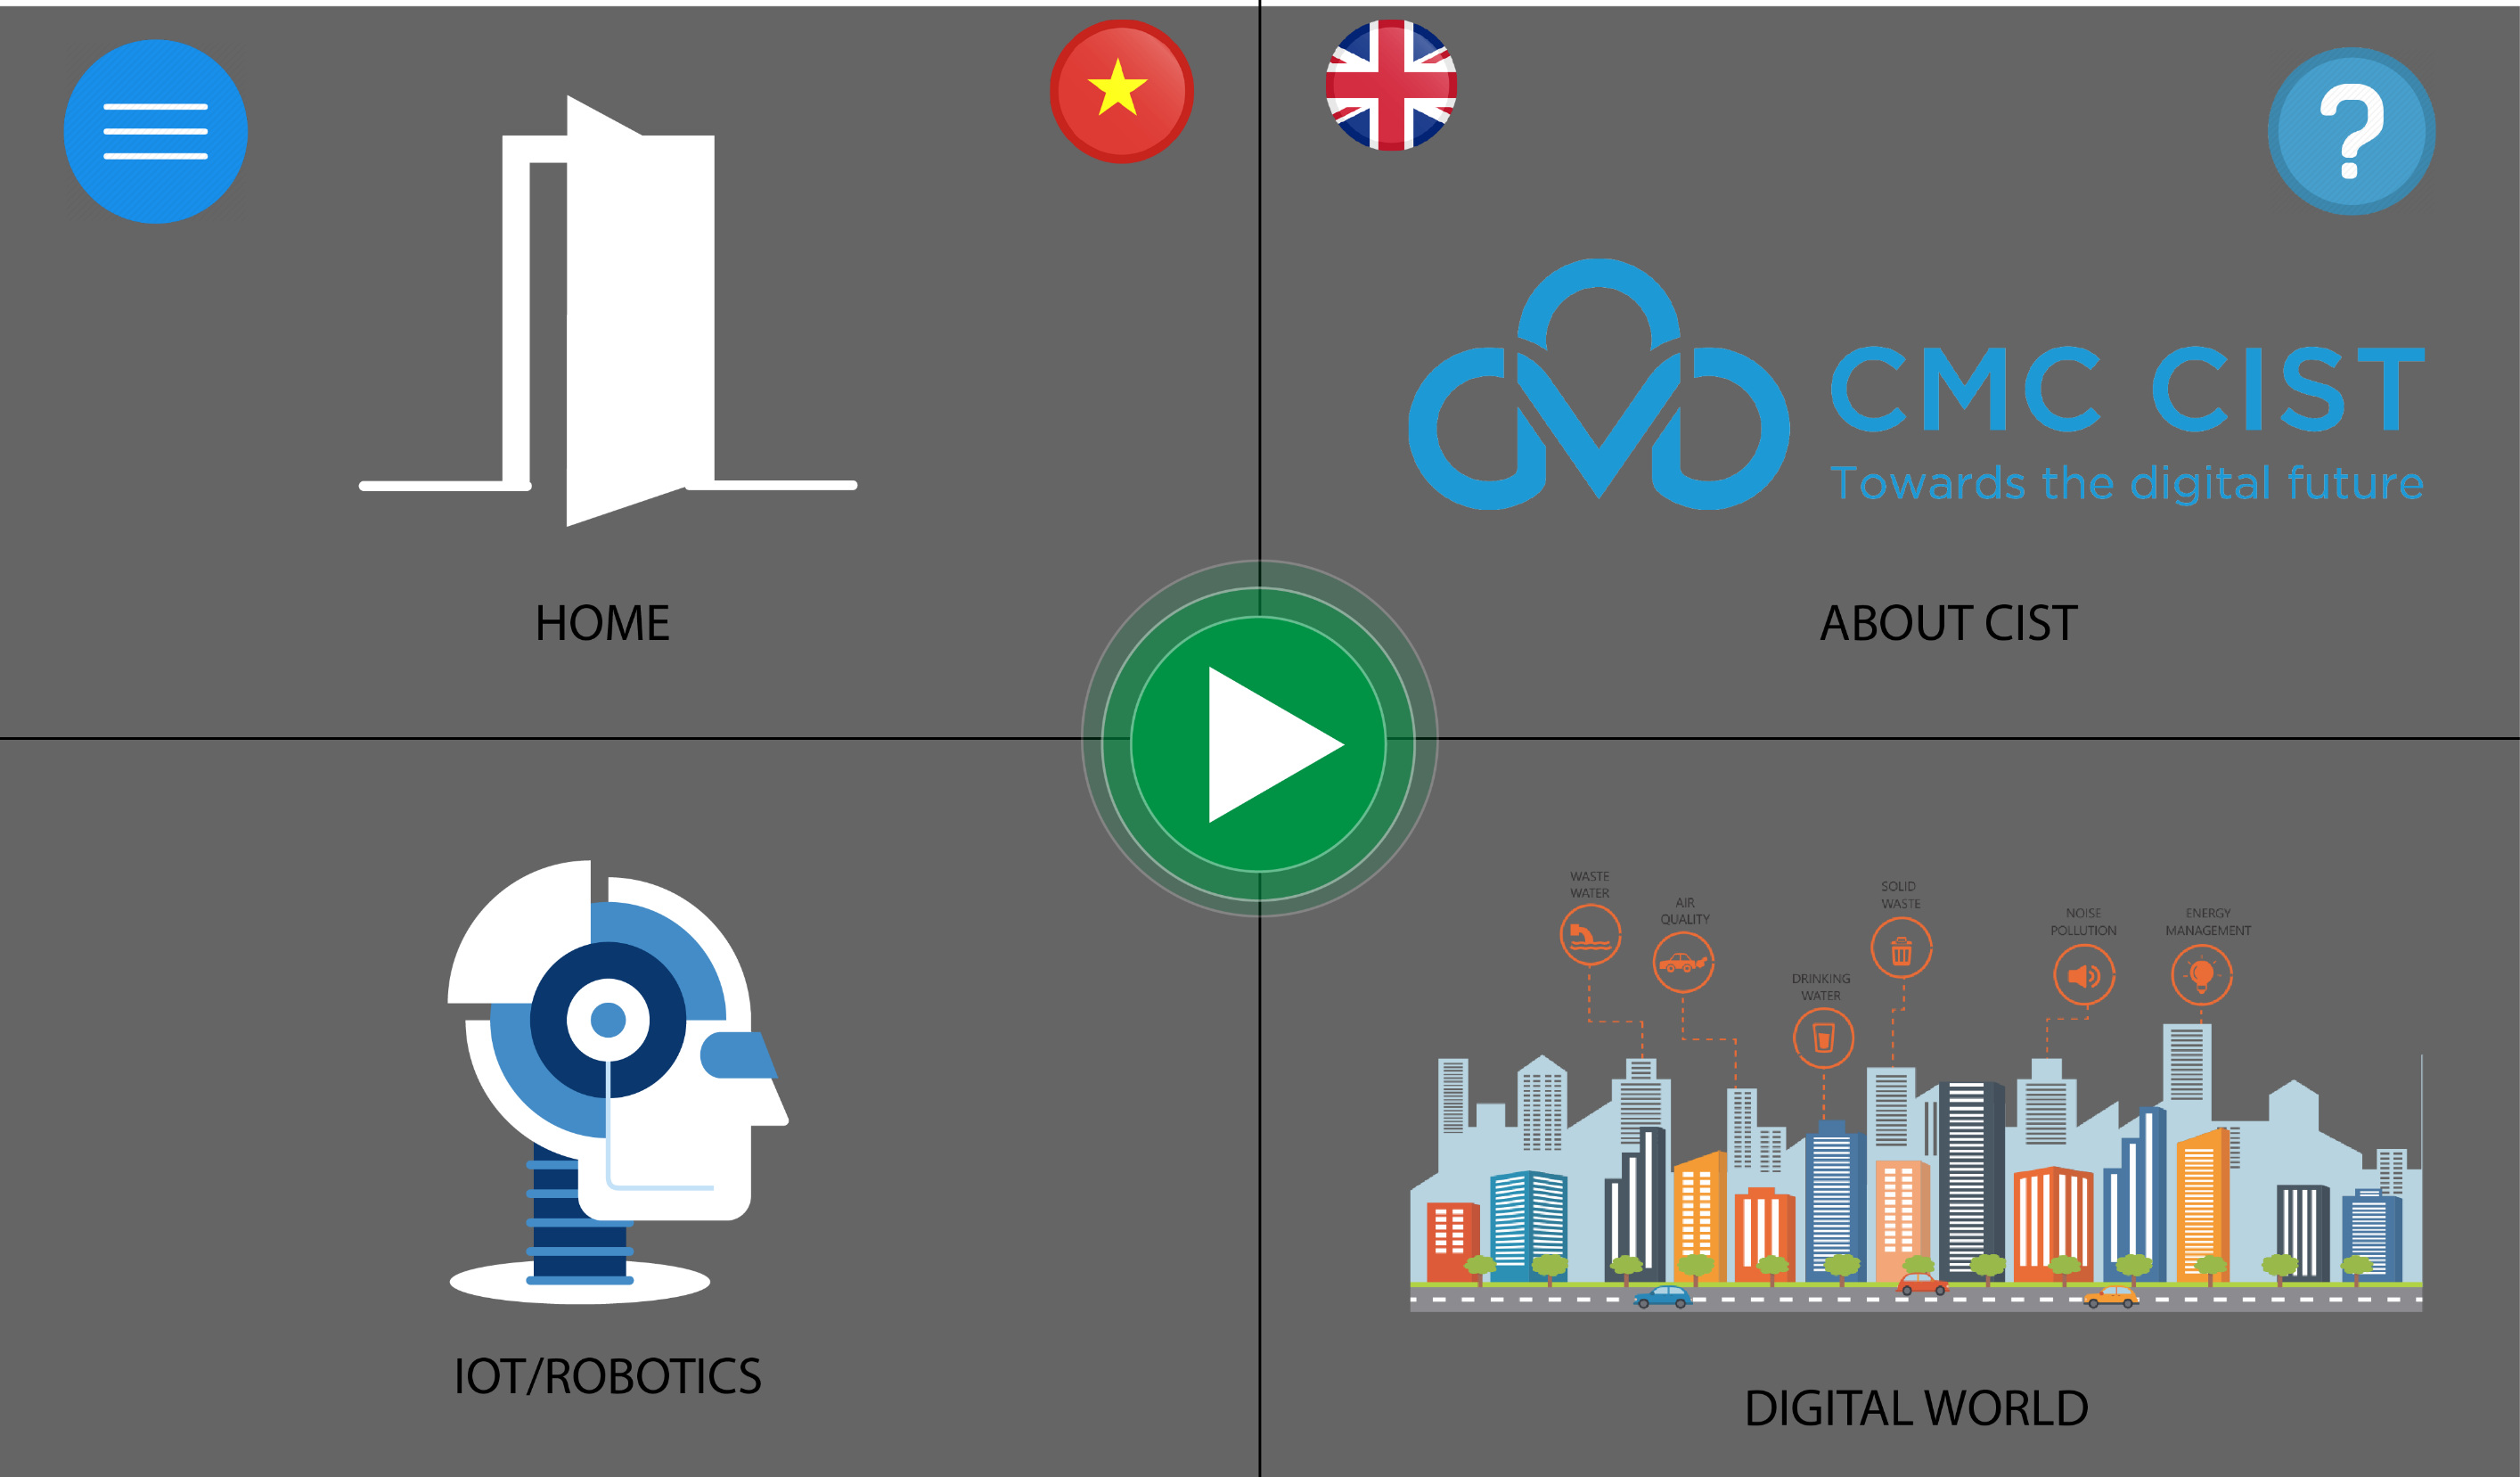 CMC CIST
Towards the digital future
HOME
ABOUT CIST
WASTE
WATER
AIR
QUALITY
DRINKING
WATER
SOLID
WASTE
NOISE
POLLUTION
ENERGY
MANAGEMENT
IOT/ROBOTICS
DIGITAL WORLD